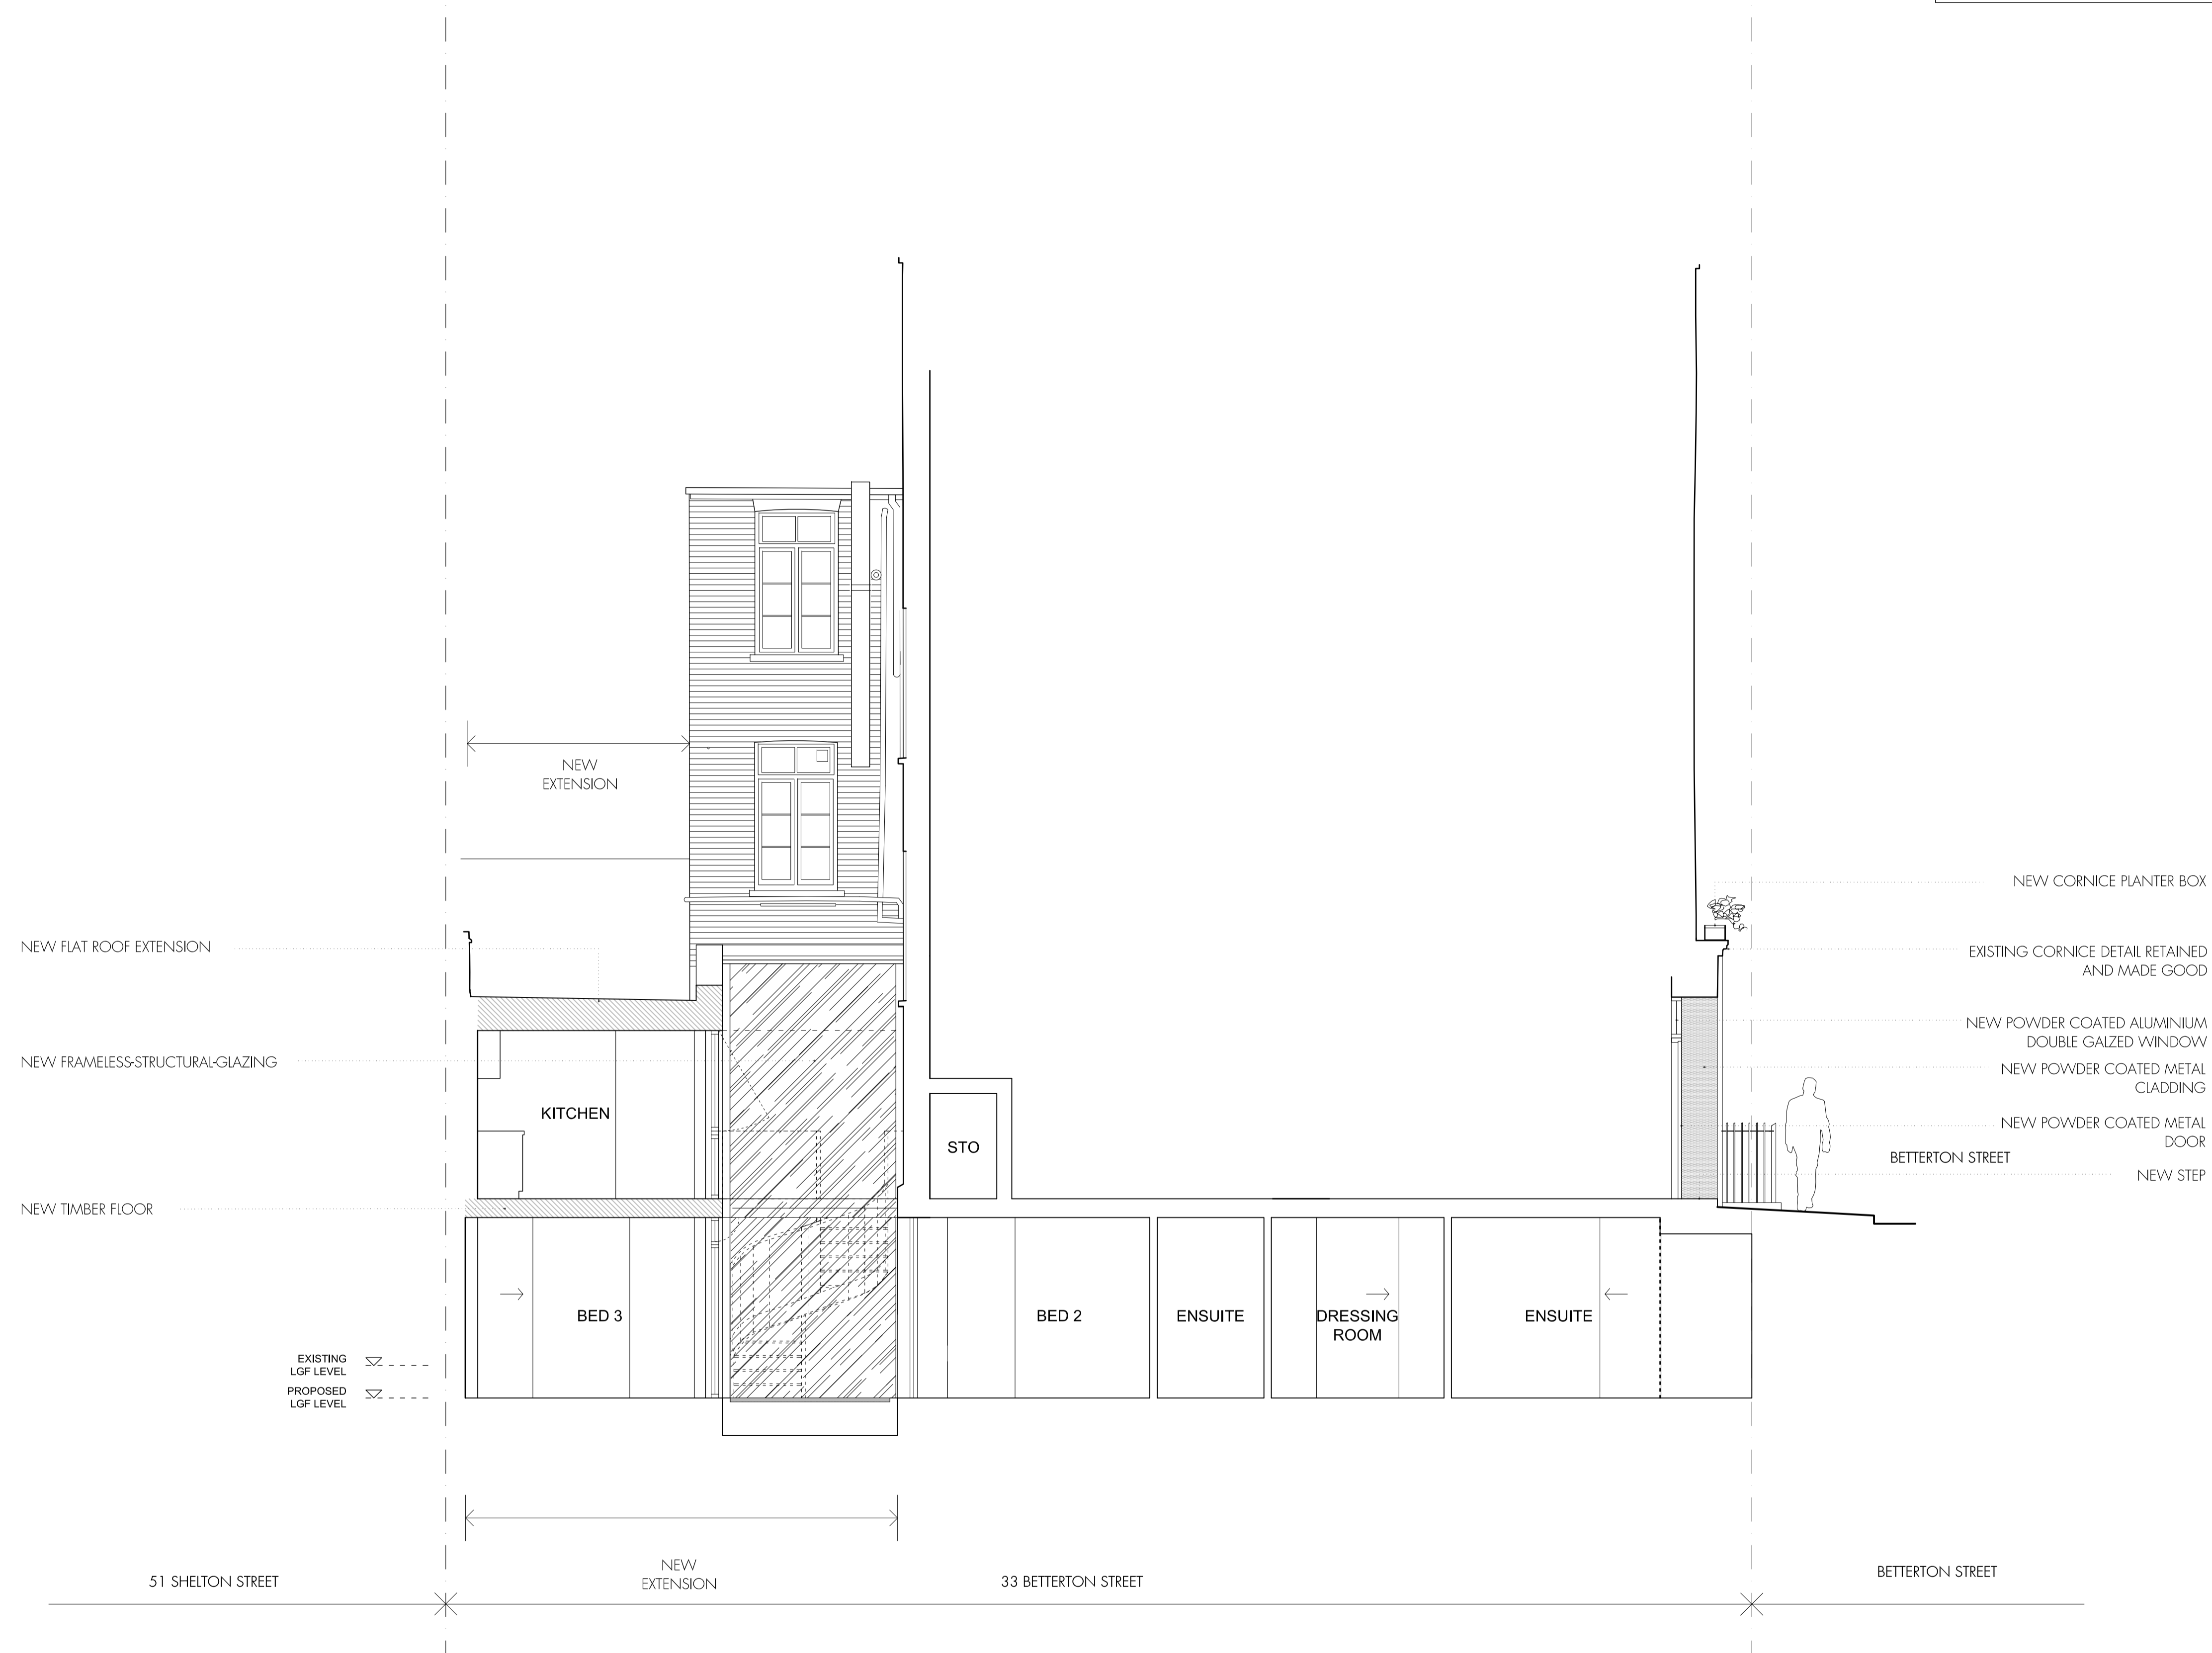 NEW
EXTENSION
NEW FLAT ROOF EXTENSION
NEW FRAMELESS-STRUCTURAL-GLAZING
NEW TIMBER FLOOR
NEW CORNICE PLANTER BOX
EXISTING CORNICE DETAIL RETAINED
AND MADE GOOD
NEW POWDER COATED ALUMINIUM
DOUBLE GALZED WINDOW
NEW POWDER COATED METAL
CLADDING
NEW POWDER COATED METAL
DOOR
BETTERTON STREET
NEW STEP
KITCHEN
STO
BED 3
BED 2
ENSUITE
DRESSING
ROOM
ENSUITE
EXISTING
LGF LEVEL
PROPOSED
LGF LEVEL
NEW
EXTENSION
51 SHELTON STREET
33 BETTERTON STREET
BETTERTON STREET